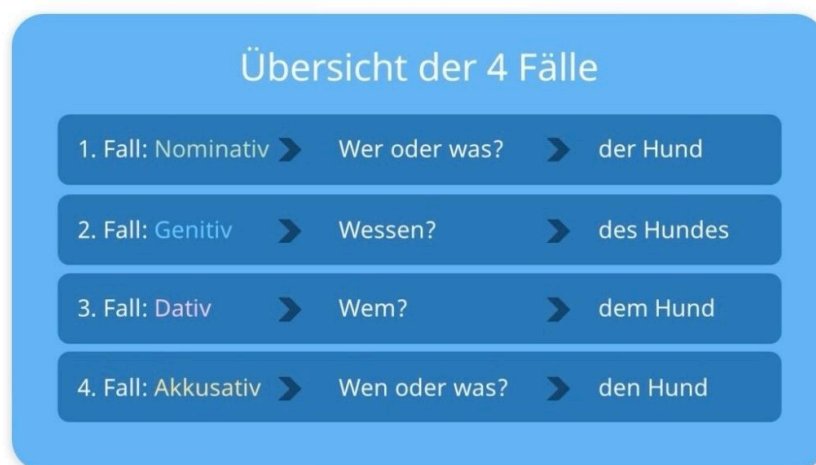 Übersicht der 4 Fälle
1. Fall: Nominativ Wer oder was? der Hund
2. Fall: Genitiv Wessen? des Hundes
3. Fall: Dativ Wem? dem Hund
4. Fall: Akkusativ Wen oder was? den Hund